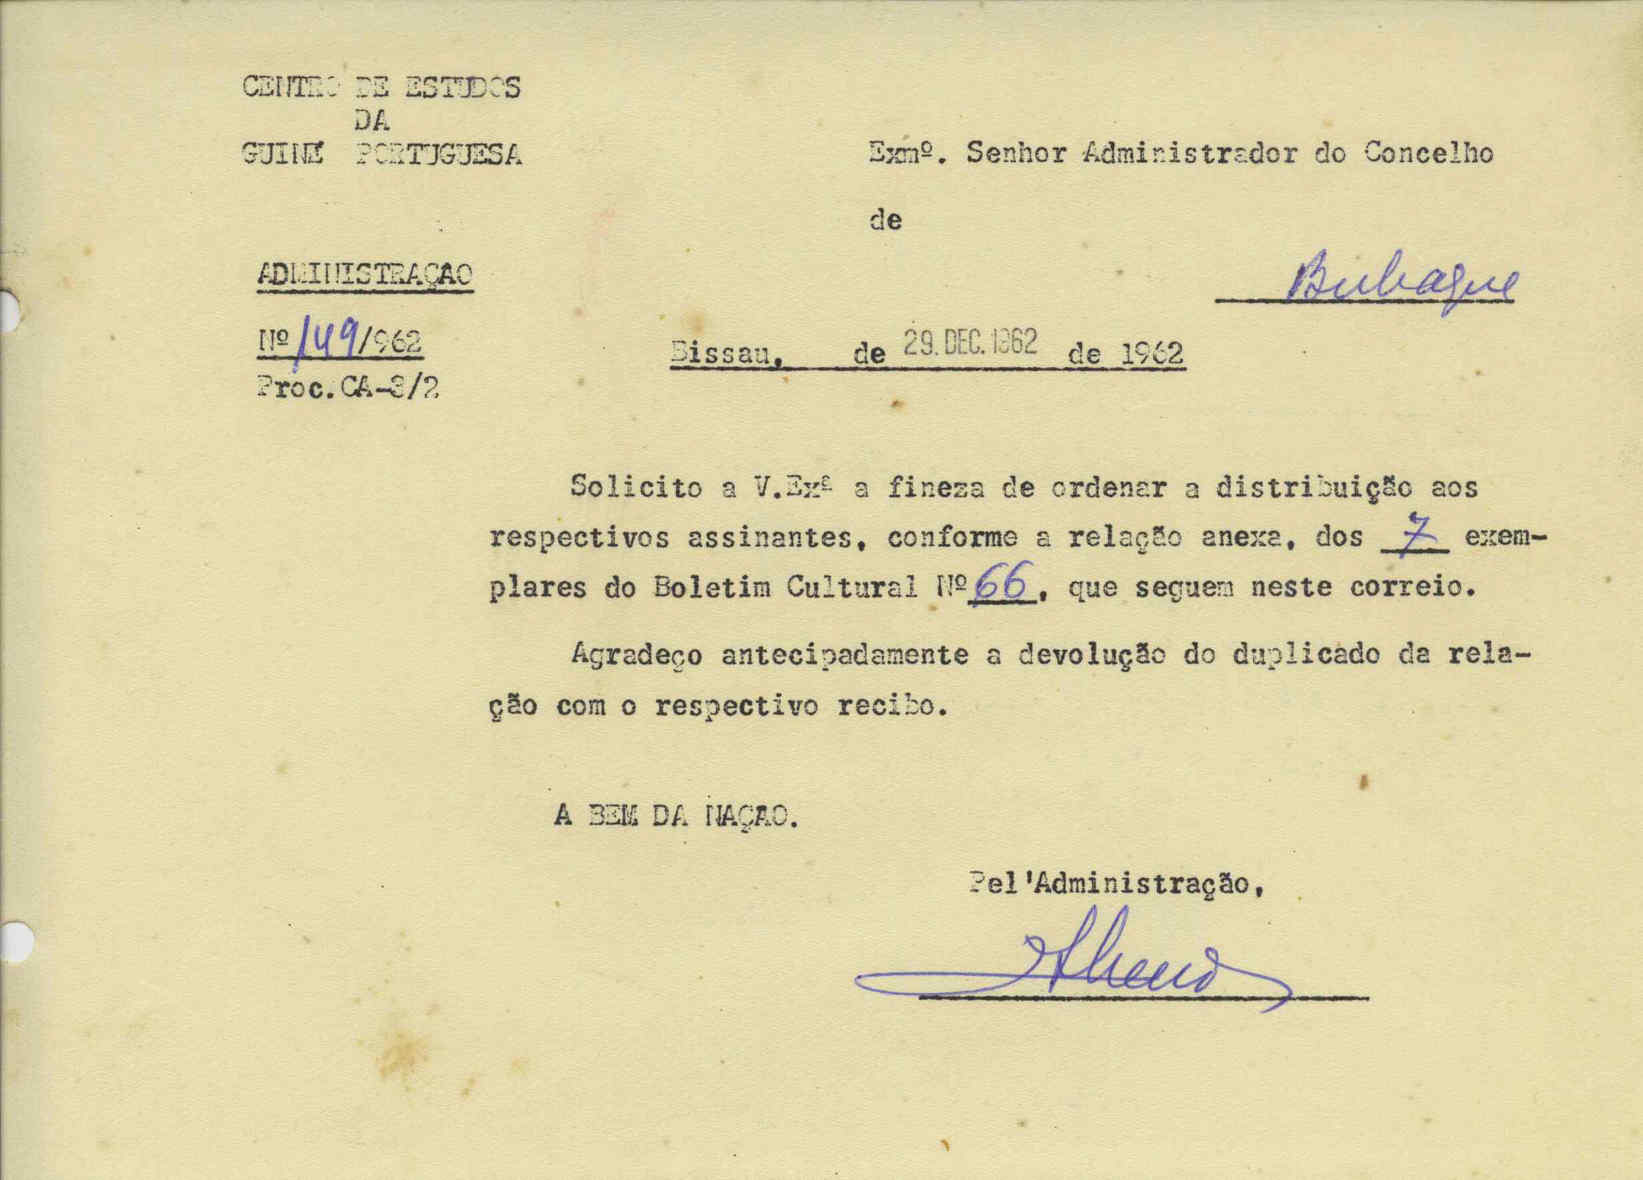 CENTRO DE ESTUDOS
DA
GUINÉ PORTUGUESA
Exmº. Senhor Administrador do Concelho
de
Bubaque
ADMINISTRAÇAO
Nº 149/962
Proc.CA-3/2
Bissau, de 29.DEC.1962 de 1962
Solicito a V.Exª a fineza de ordenar a distribuição aos
respectivos assinantes, conforme a relação anexa, dos 7 exem-
plares do Boletim Cultural Nº 66, que seguem neste correio.
Agradeço antecipadamente a devolução do duplicado da rela-
ção com o respectivo recibo.
A BEM DA NAÇAO.
Pel'Administração,